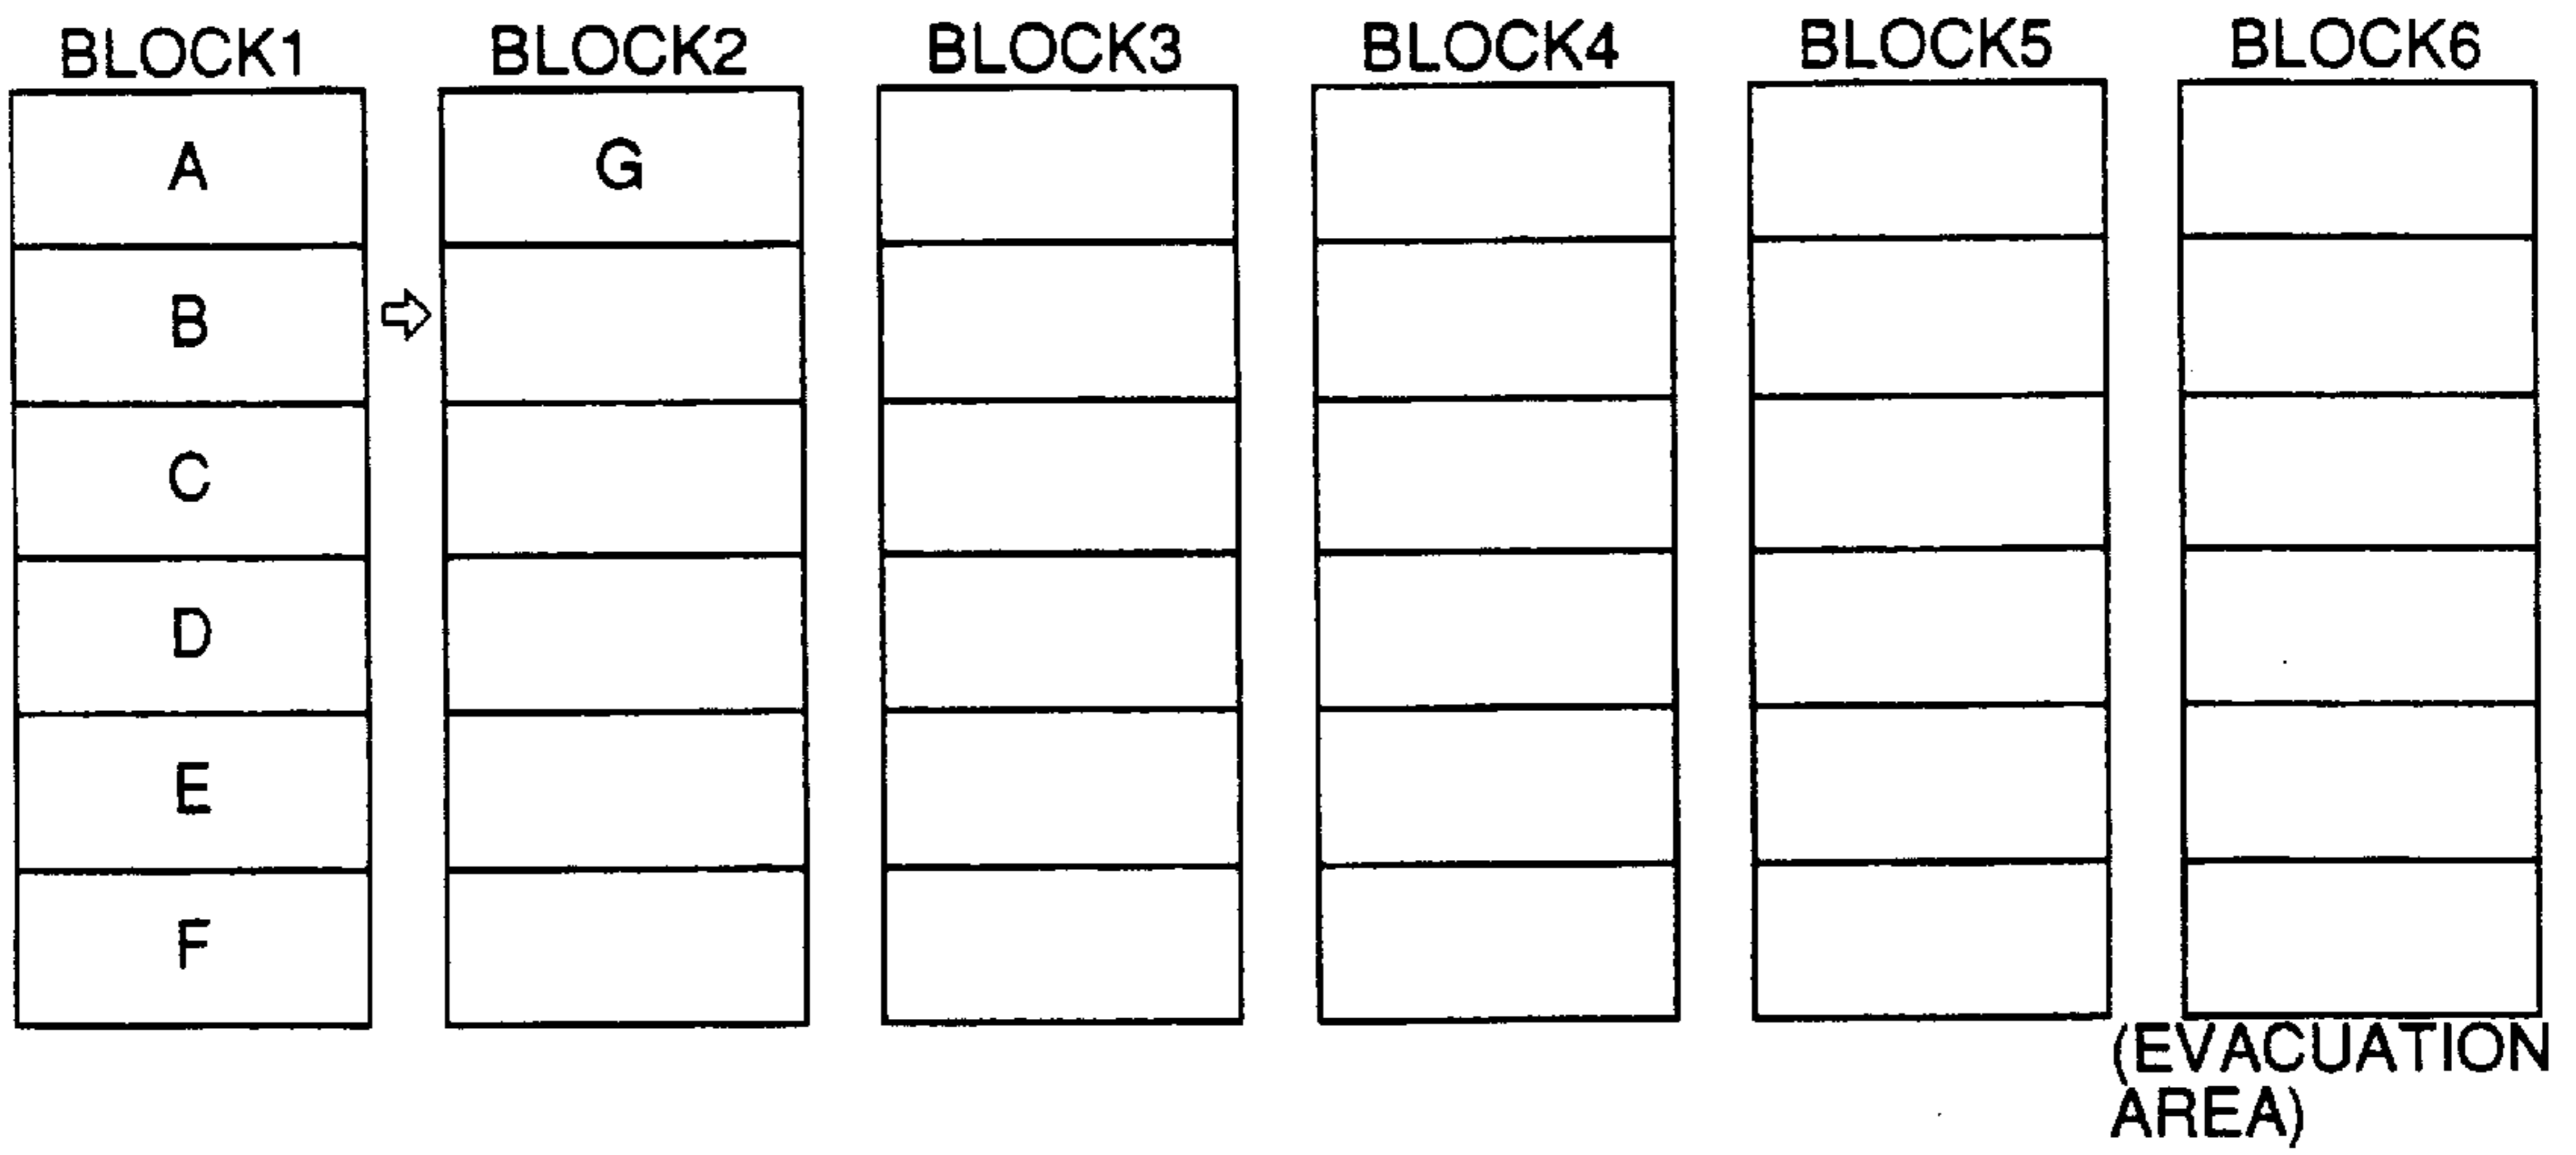 BLOCK1 BLOCK2 BLOCK3 BLOCK4 BLOCK5 BLOCK6
A G
B ⇨
C
D
E
F
(EVACUATION
AREA)